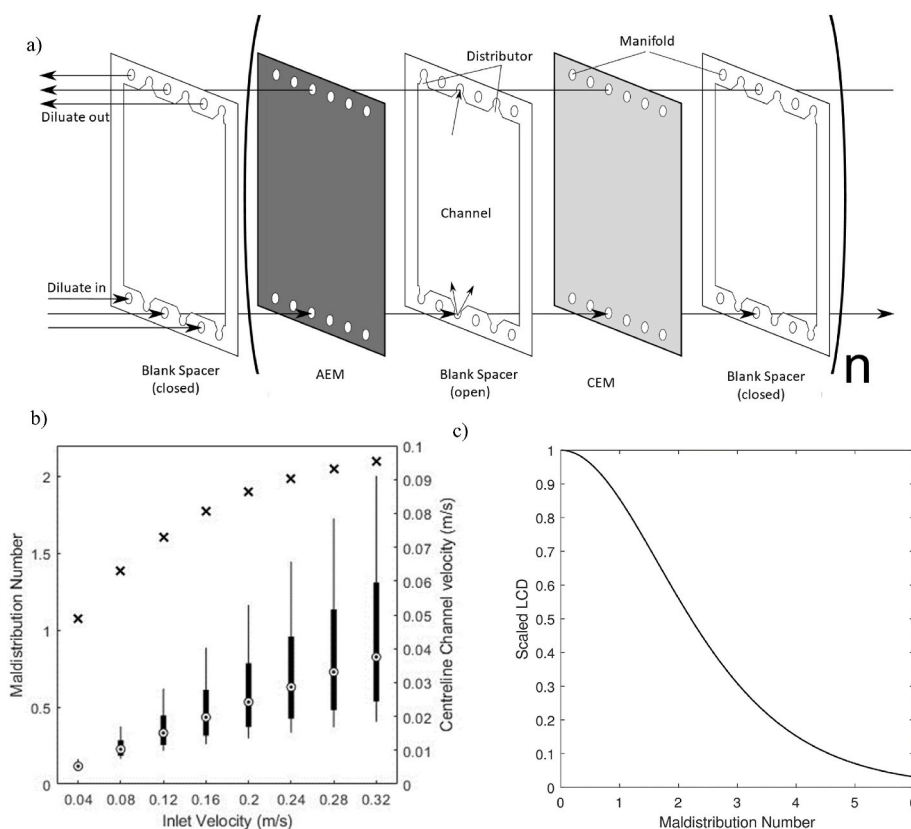 a)
Distributor
Manifold
Diluate out
Channel
Diluate in
Blank Spacer
(closed)
AEM
Blank Spacer
(open)
CEM
Blank Spacer
(closed)
n
b)
Maldistribution Number
2
1.5
1
0.5
0
0.04 0.08 0.12 0.16 0.2 0.24 0.28 0.32
Inlet Velocity (m/s)
0.1
0.09
0.08
0.07
0.06
0.05
0.04
0.03
0.02
0.01
0
Centreline Channel velocity (m/s)
c)
Scaled LCD
1
0.9
0.8
0.7
0.6
0.5
0.4
0.3
0.2
0.1
0
0 1 2 3 4 5 6
Maldistribution Number